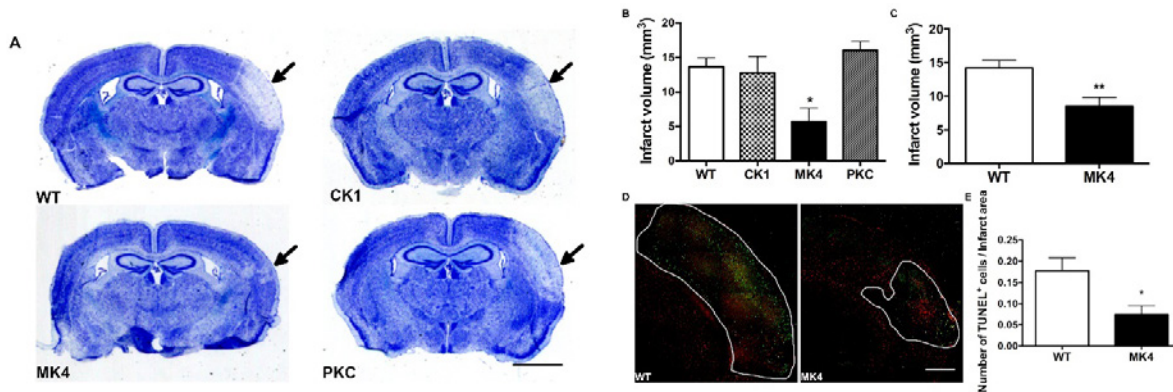 A
WT
CK1
MK4
PKC
B
Infarct volume (mm³)
20
15
10
5
0
WT CK1 MK4 PKC
*
C
Infarct volume (mm³)
20
15
10
5
0
WT MK4
**
D
WT
MK4
E
Number of TUNEL⁺ cells / Infarct area
0.25
0.20
0.15
0.10
0.05
0.00
WT MK4
*